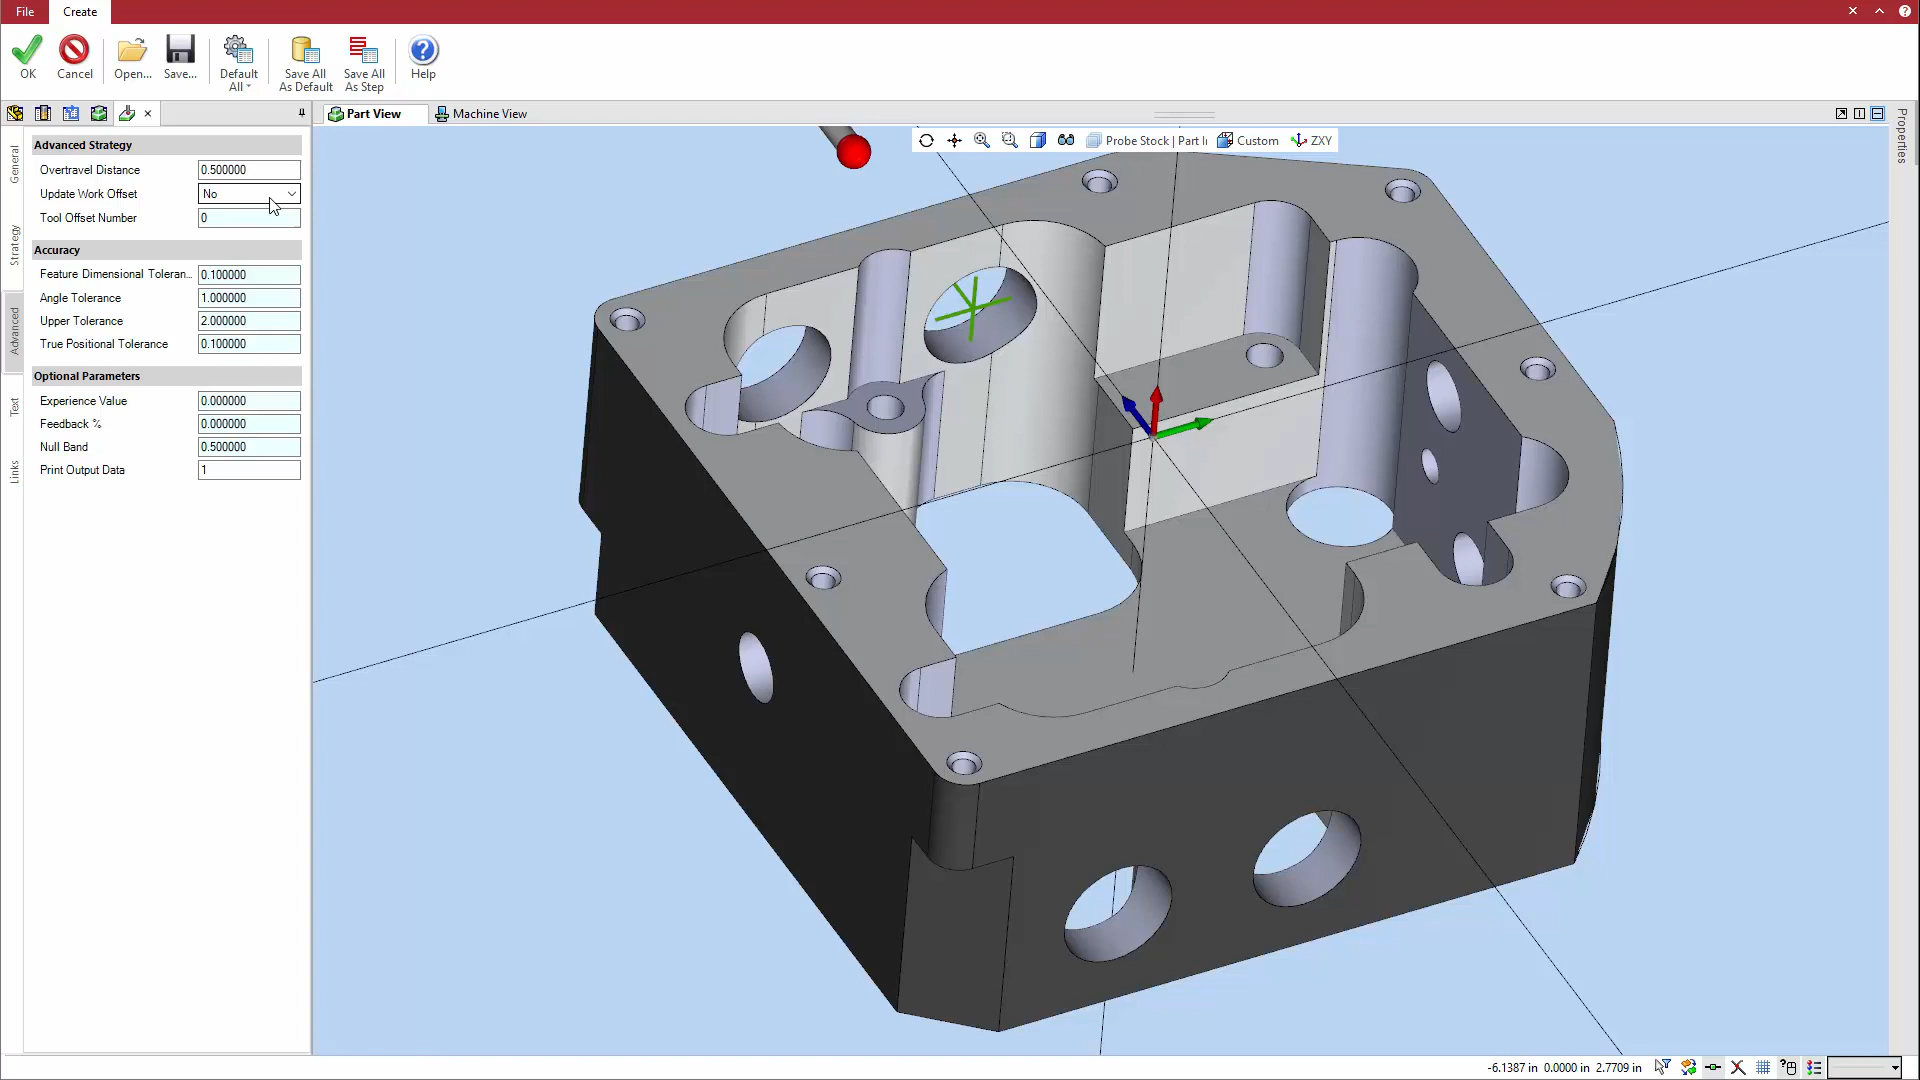 File Create
OK Cancel Open... Save... Default All Save All As Default Save All As Step Help
Part View Machine View
Probe Stock | Part I Custom ZXY
Properties
General
Strategy
Advanced
Text
Links
Advanced Strategy
Overtravel Distance 0.500000
Update Work Offset No
Tool Offset Number 0
Accuracy
Feature Dimensional Toleran... 0.100000
Angle Tolerance 1.000000
Upper Tolerance 2.000000
True Positional Tolerance 0.100000
Optional Parameters
Experience Value 0.000000
Feedback % 0.000000
Null Band 0.500000
Print Output Data 1
-6.1387 in 0.0000 in 2.7709 in